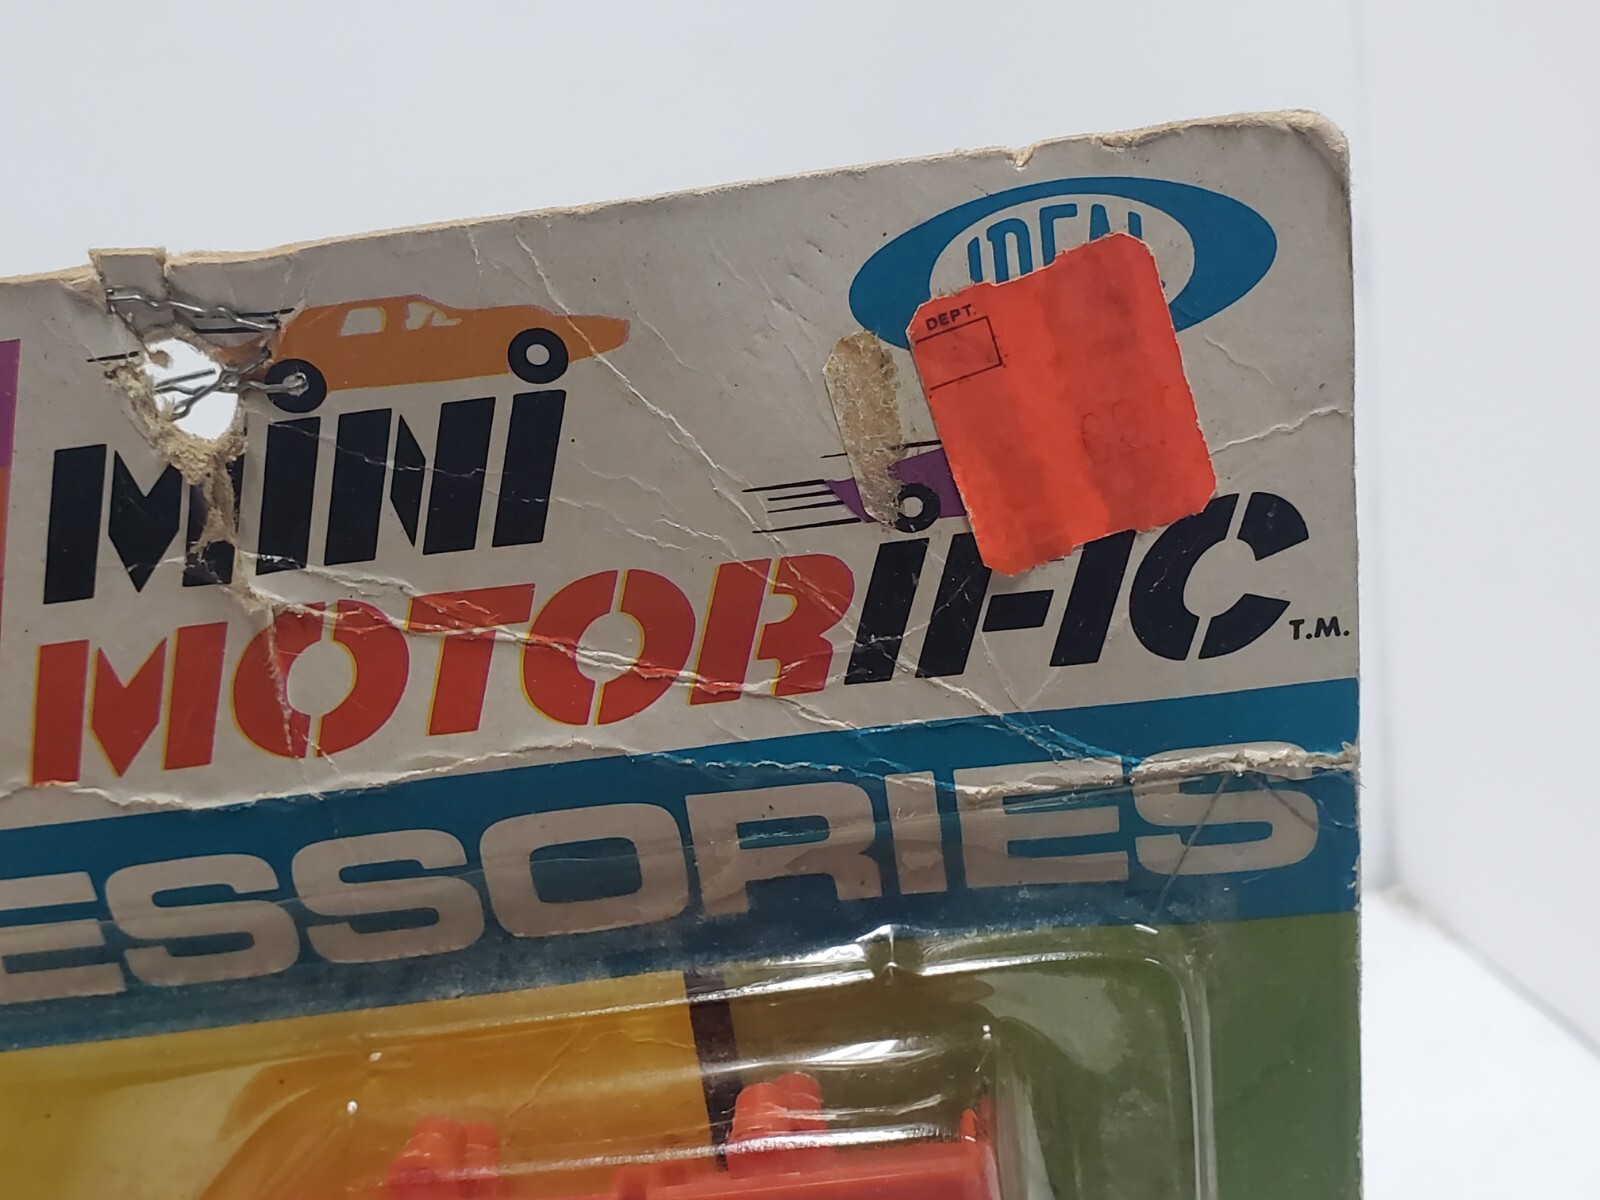 IDEAL
DEPT.
MINI
MOTORIFIC T.M.
ESSORIES